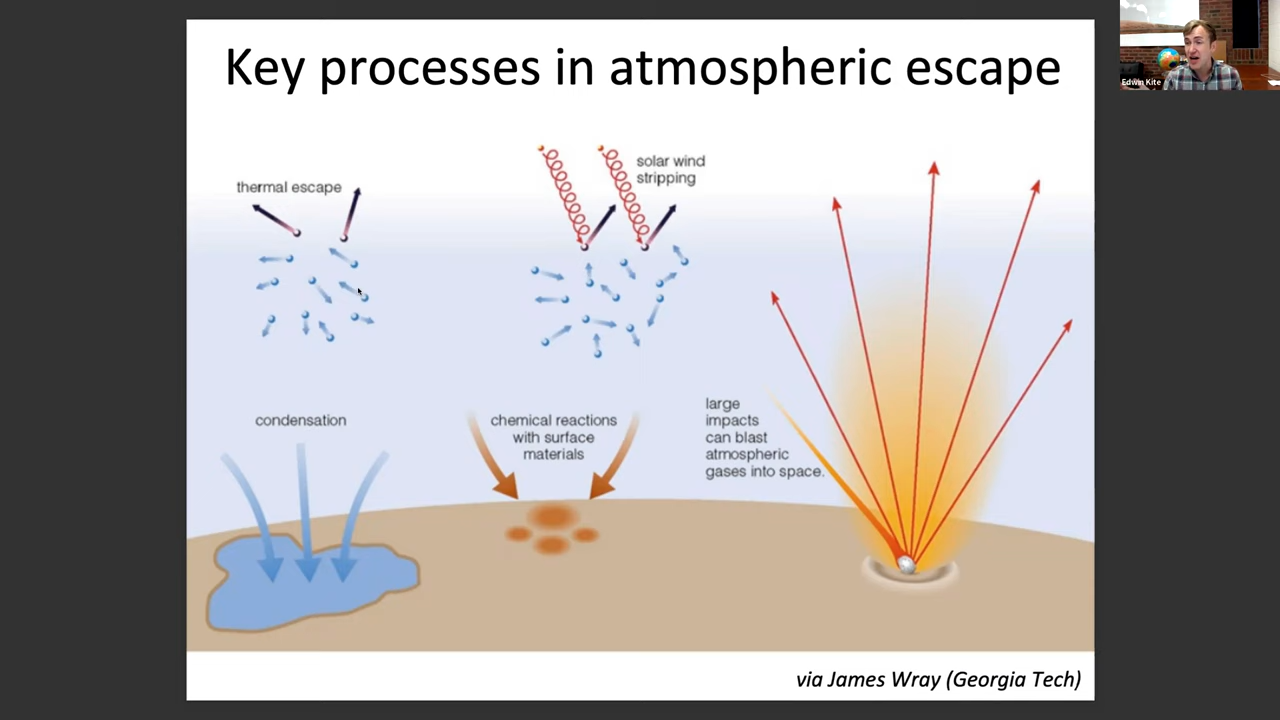 Key processes in atmospheric escape
Edwin Kite
thermal escape
solar wind
stripping
condensation
chemical reactions
with surface
materials
large
impacts
can blast
atmospheric
gases into space.
via James Wray (Georgia Tech)